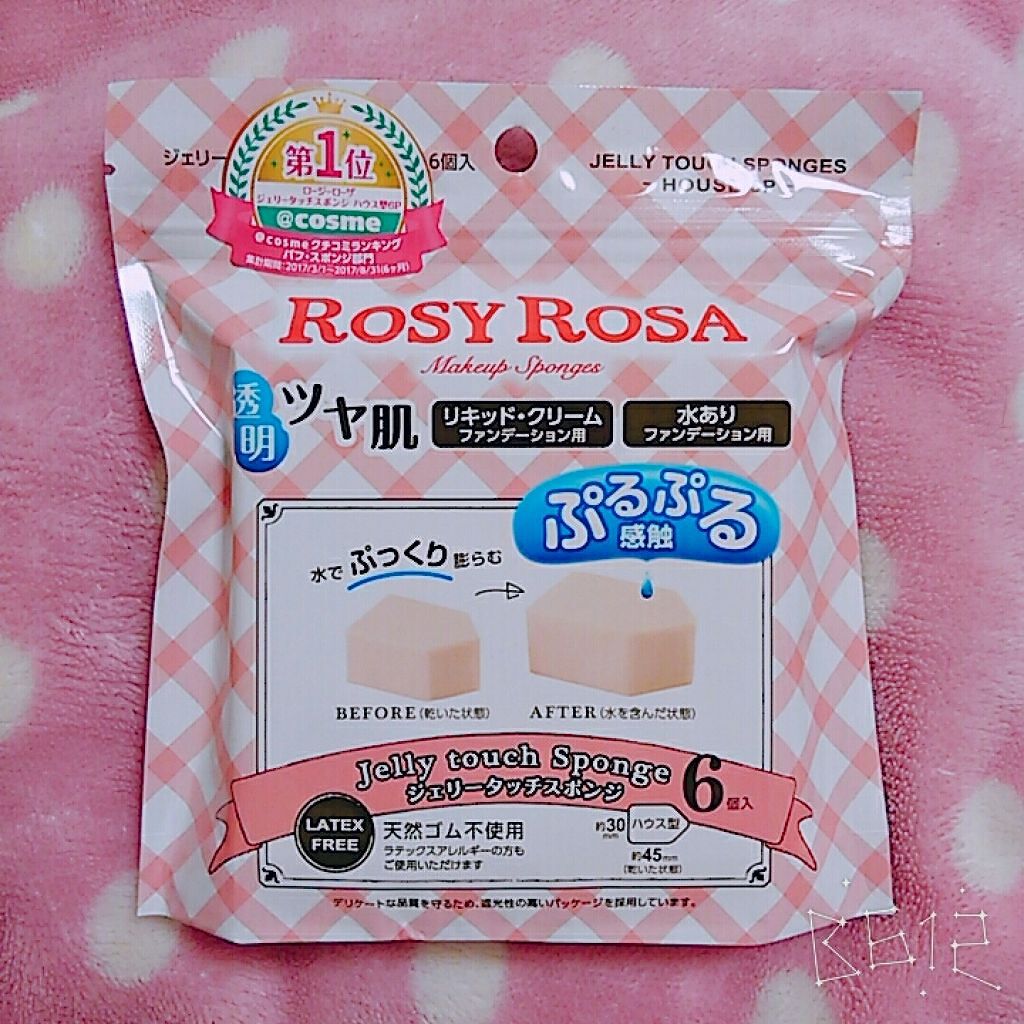 ジェリー
6個入
JELLY TOUCH SPONGES
第1位
ロージーローザ
ジェリータッチスポンジ ハウス型6P
@cosme
@cosmeクチコミランキング
パフ・スポンジ部門
集計期間:2017/3/1~2017/8/31(6ヶ月)
ROSY ROSA
Makeup Sponges
透明
ツヤ肌
リキッド・クリーム
ファンデーション用
水あり
ファンデーション用
ぷるぷる
感触
水でぷっくり膨らむ
BEFORE(乾いた状態)
AFTER(水を含んだ状態)
Jelly touch Sponge
ジェリータッチスポンジ
6個入
LATEX
FREE
天然ゴム不使用
ラテックスアレルギーの方も
ご使用いただけます
約30mm
ハウス型
約45mm
(乾いた状態)
デリケートな品質を守るため、遮光性の高いパッケージを採用しています。
B612